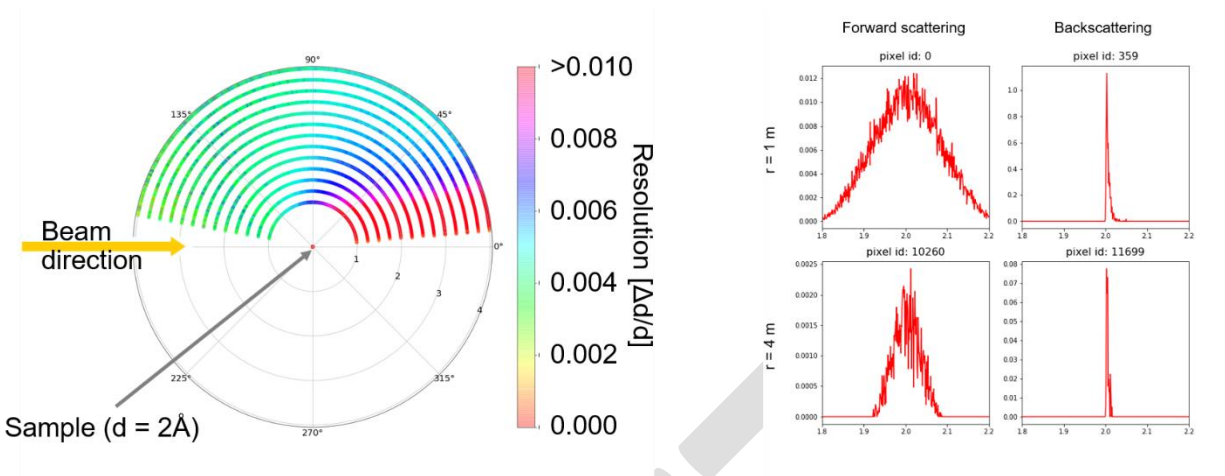 90°
135°
45°
0°
1
2
3
4
225°
315°
270°
Beam
direction
Sample (d = 2Å)
>0.010
0.008
0.006
0.004
0.002
0.000
Resolution [Δd/d]
Forward scattering
Backscattering
r = 1 m
pixel id: 0
0.012
0.010
0.008
0.006
0.004
0.002
0.000
1.8 1.9 2.0 2.1 2.2
pixel id: 359
1.0
0.8
0.6
0.4
0.2
0.0
1.8 1.9 2.0 2.1 2.2
r = 4 m
pixel id: 10260
0.0025
0.0020
0.0015
0.0010
0.0005
0.0000
1.8 1.9 2.0 2.1 2.2
pixel id: 11699
0.08
0.07
0.06
0.05
0.04
0.03
0.02
0.01
0.00
1.8 1.9 2.0 2.1 2.2